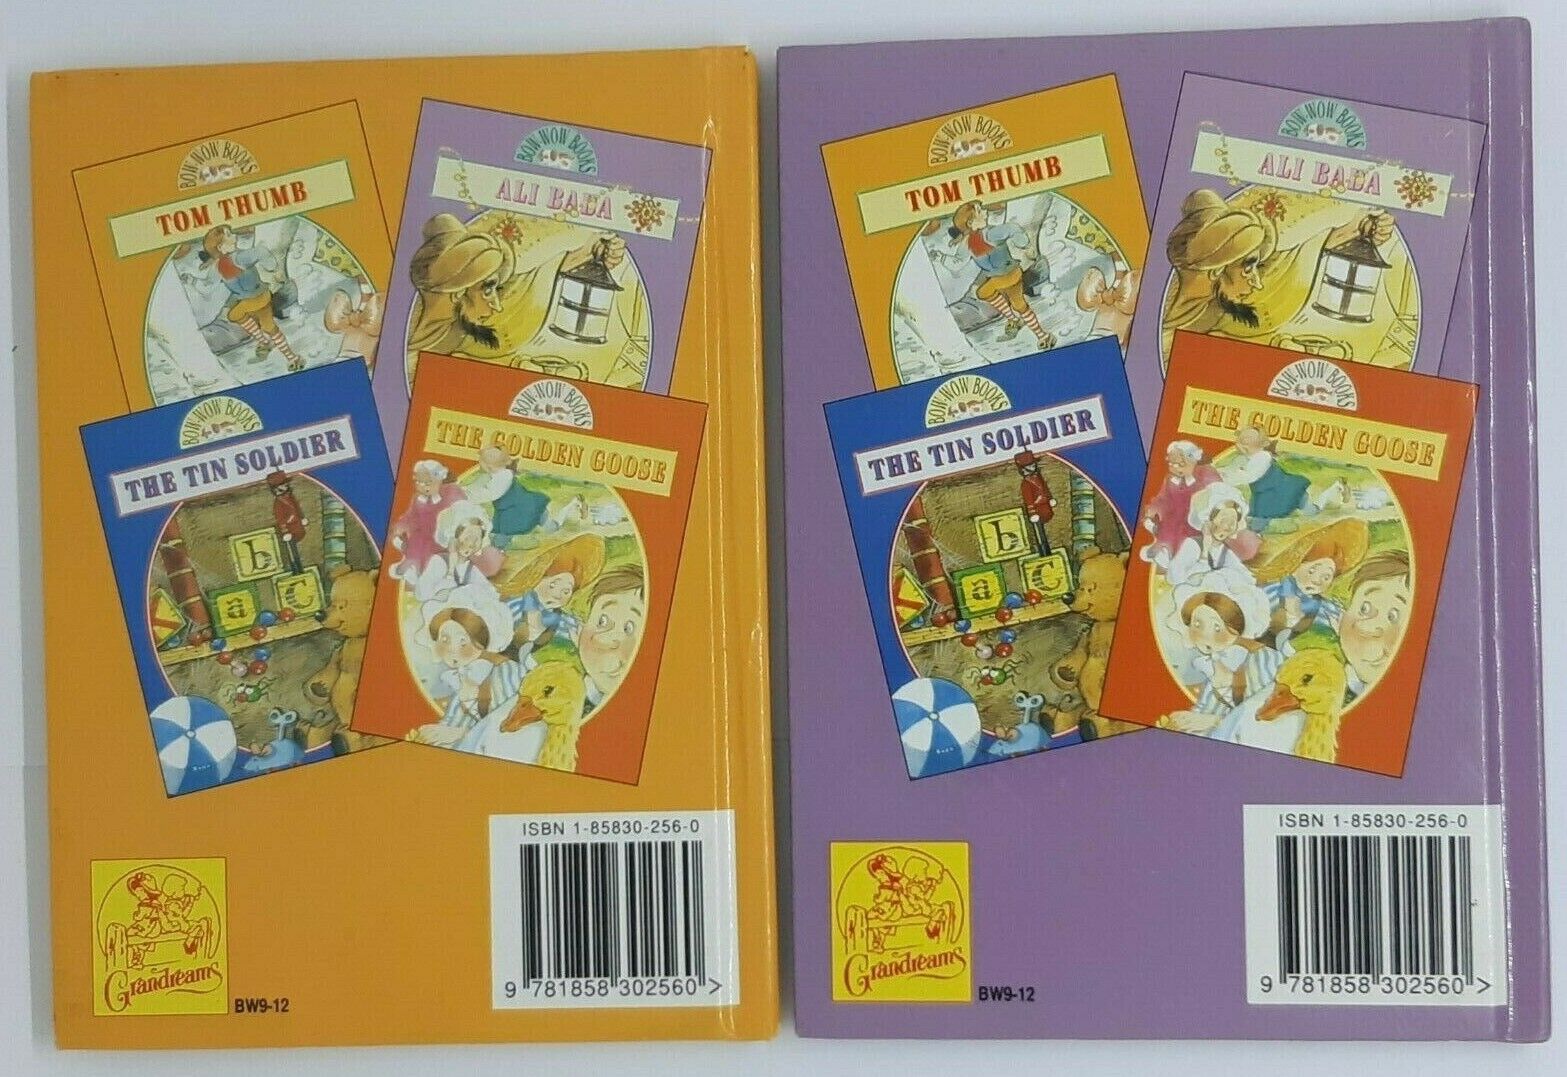 BOW-WOW BOOKS
TOM THUMB
BOW-WOW BOOKS
ALI BABA
BOW-WOW BOOKS
THE TIN SOLDIER
b
a
C
BOW-WOW BOOKS
THE GOLDEN GOOSE
ISBN 1-85830-256-0
9 781858 302560 >
Grandreams
BW9-12
BOW-WOW BOOKS
TOM THUMB
BOW-WOW BOOKS
ALI BABA
BOW-WOW BOOKS
THE TIN SOLDIER
b
a
C
BOW-WOW BOOKS
THE GOLDEN GOOSE
ISBN 1-85830-256-0
9 781858 302560 >
Grandreams
BW9-12